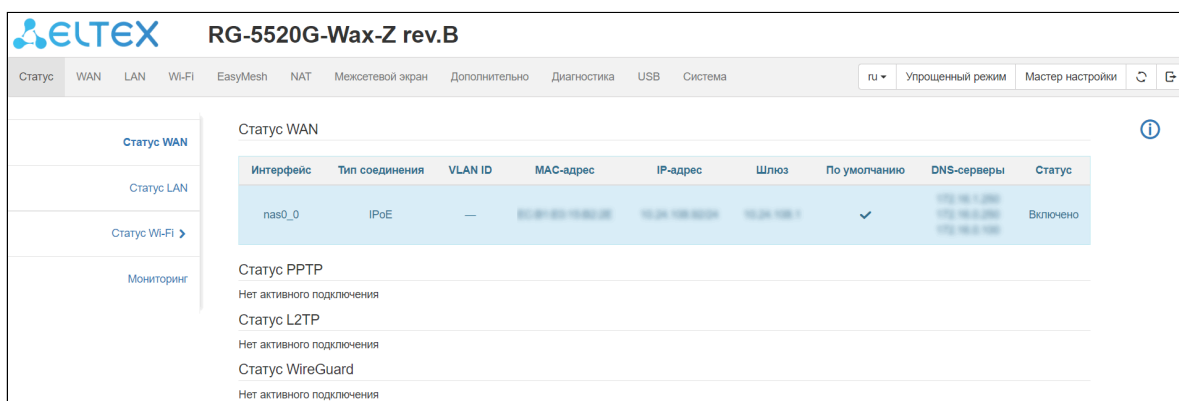 ELTEX RG-5520G-Wax-Z rev.B
Статус WAN LAN Wi-Fi EasyMesh NAT Межсетевой экран Дополнительно Диагностика USB Система ru Упрощенный режим Мастер настройки
Статус WAN
Статус LAN
Статус Wi-Fi
Мониторинг
Статус WAN
Интерфейс Тип соединения VLAN ID MAC-адрес IP-адрес Шлюз По умолчанию DNS-серверы Статус
nas0_0 IPoE — Включено
Статус PPTP
Нет активного подключения
Статус L2TP
Нет активного подключения
Статус WireGuard
Нет активного подключения